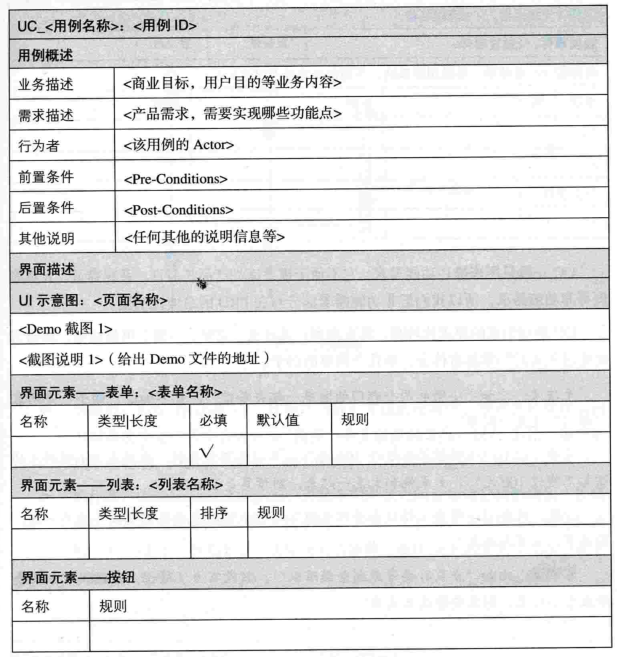 UC_<用例名称>：<用例 ID>
用例概述
业务描述 <商业目标，用户目的等业务内容>
需求描述 <产品需求，需要实现哪些功能点>
行为者 <该用例的 Actor>
前置条件 <Pre-Conditions>
后置条件 <Post-Conditions>
其他说明 <任何其他的说明信息等>
界面描述
UI 示意图：<页面名称>
<Demo 截图 1>
<截图说明 1>（给出 Demo 文件的地址）
界面元素——表单：<表单名称>
名称 类型|长度 必填 默认值 规则
√
界面元素——列表：<列表名称>
名称 类型|长度 排序 规则
界面元素——按钮
名称 规则